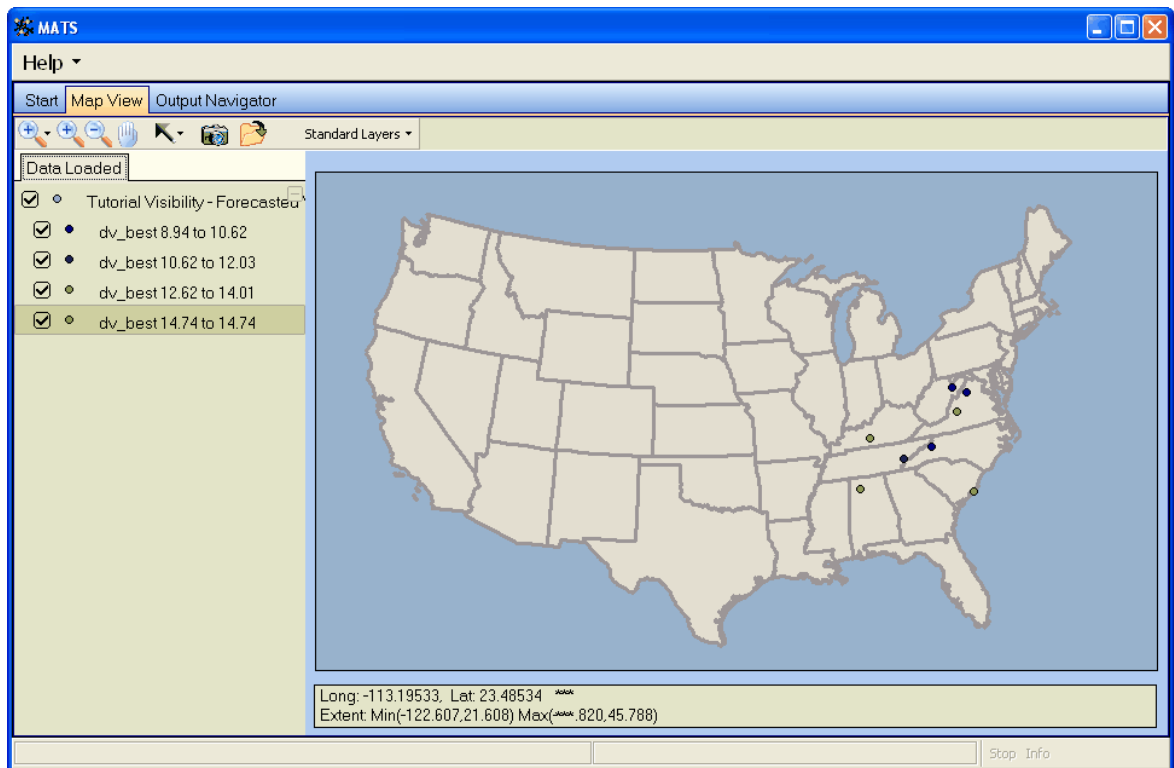 MATS
Help
Start Map View Output Navigator
Standard Layers
Data Loaded
Tutorial Visibility - Forecasted
dv_best 8.94 to 10.62
dv_best 10.62 to 12.03
dv_best 12.62 to 14.01
dv_best 14.74 to 14.74
Long: -113.19533, Lat: 23.48534 ***
Extent: Min(-122.607,21.608) Max(***.820,45.788)
Stop Info